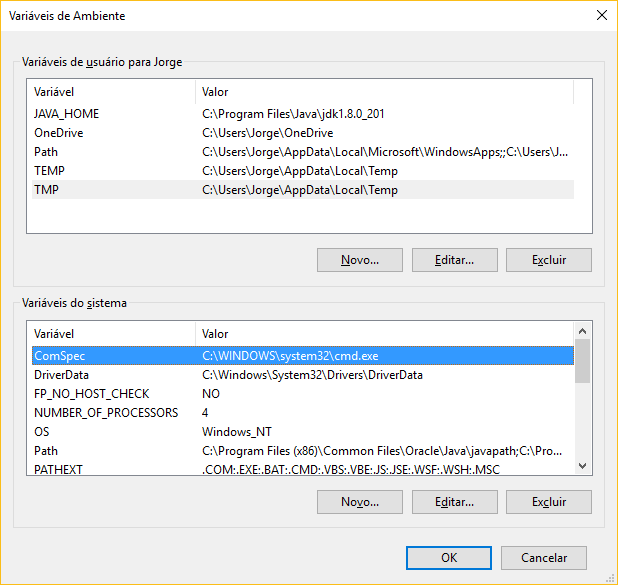 Variáveis de Ambiente
Variáveis de usuário para Jorge
Variável Valor
JAVA_HOME C:\Program Files\Java\jdk1.8.0_201
OneDrive C:\Users\Jorge\OneDrive
Path C:\Users\Jorge\AppData\Local\Microsoft\WindowsApps;;C:\Users\J...
TEMP C:\Users\Jorge\AppData\Local\Temp
TMP C:\Users\Jorge\AppData\Local\Temp
Novo... Editar... Excluir
Variáveis do sistema
Variável Valor
ComSpec C:\WINDOWS\system32\cmd.exe
DriverData C:\Windows\System32\Drivers\DriverData
FP_NO_HOST_CHECK NO
NUMBER_OF_PROCESSORS 4
OS Windows_NT
Path C:\Program Files (x86)\Common Files\Oracle\Java\javapath;C:\Pro...
PATHEXT .COM;.EXE;.BAT;.CMD;.VBS;.VBE;.JS;.JSE;.WSF;.WSH;.MSC
Novo... Editar... Excluir
OK Cancelar